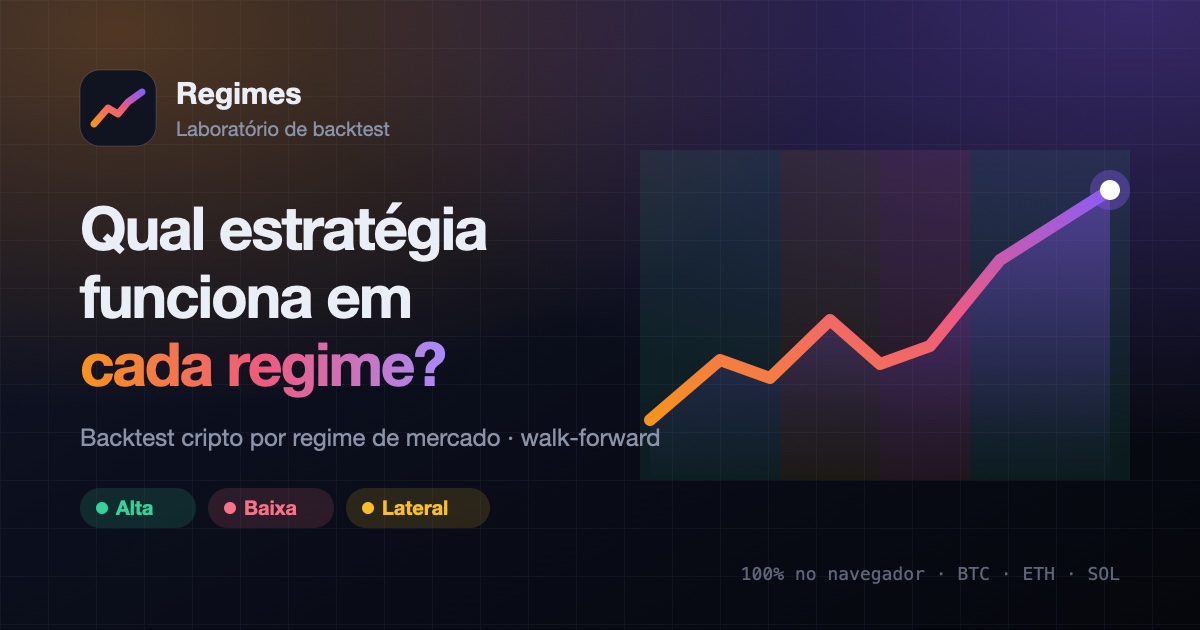 Regimes
Laboratório de backtest
Qual estratégia
funciona em
cada regime?
Backtest cripto por regime de mercado · walk-forward
Alta
Baixa
Lateral
100% no navegador · BTC · ETH · SOL